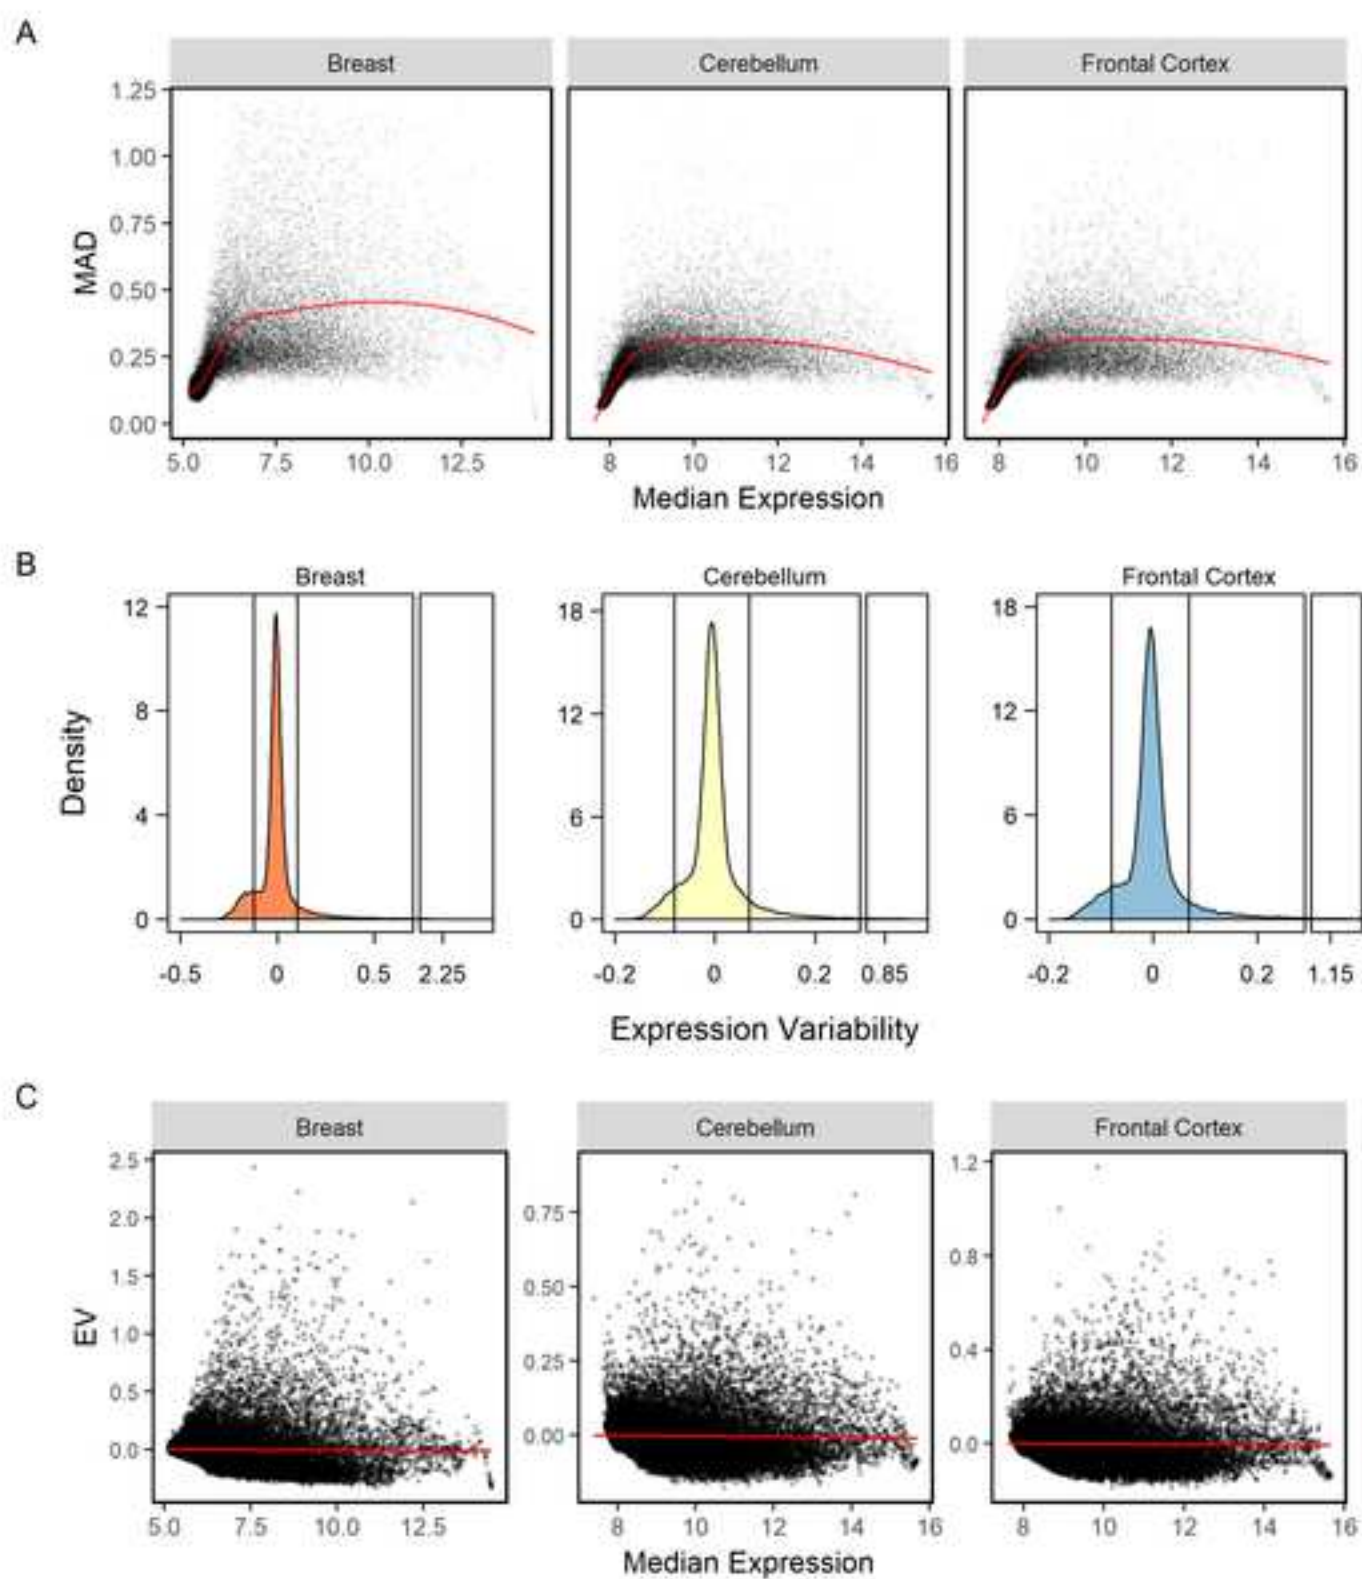 A
Breast Cerebellum Frontal Cortex
1.25
1.00
0.75
0.50
0.25
0.00
MAD
5.0 7.5 10.0 12.5 8 10 12 14 16 8 10 12 14 16
Median Expression
B
Breast Cerebellum Frontal Cortex
12 18 18
8 12 12
4 6 6
0 0 0
Density
-0.5 0 0.5 2.25 -0.2 0 0.2 0.85 -0.2 0 0.2 1.15
Expression Variability
C
Breast Cerebellum Frontal Cortex
2.5 1.2
2.0 0.75
1.5 0.50 0.8
1.0 0.25 0.4
0.5
0.0 0.00 0.0
EV
5.0 7.5 10.0 12.5 8 10 12 14 16 8 10 12 14 16
Median Expression